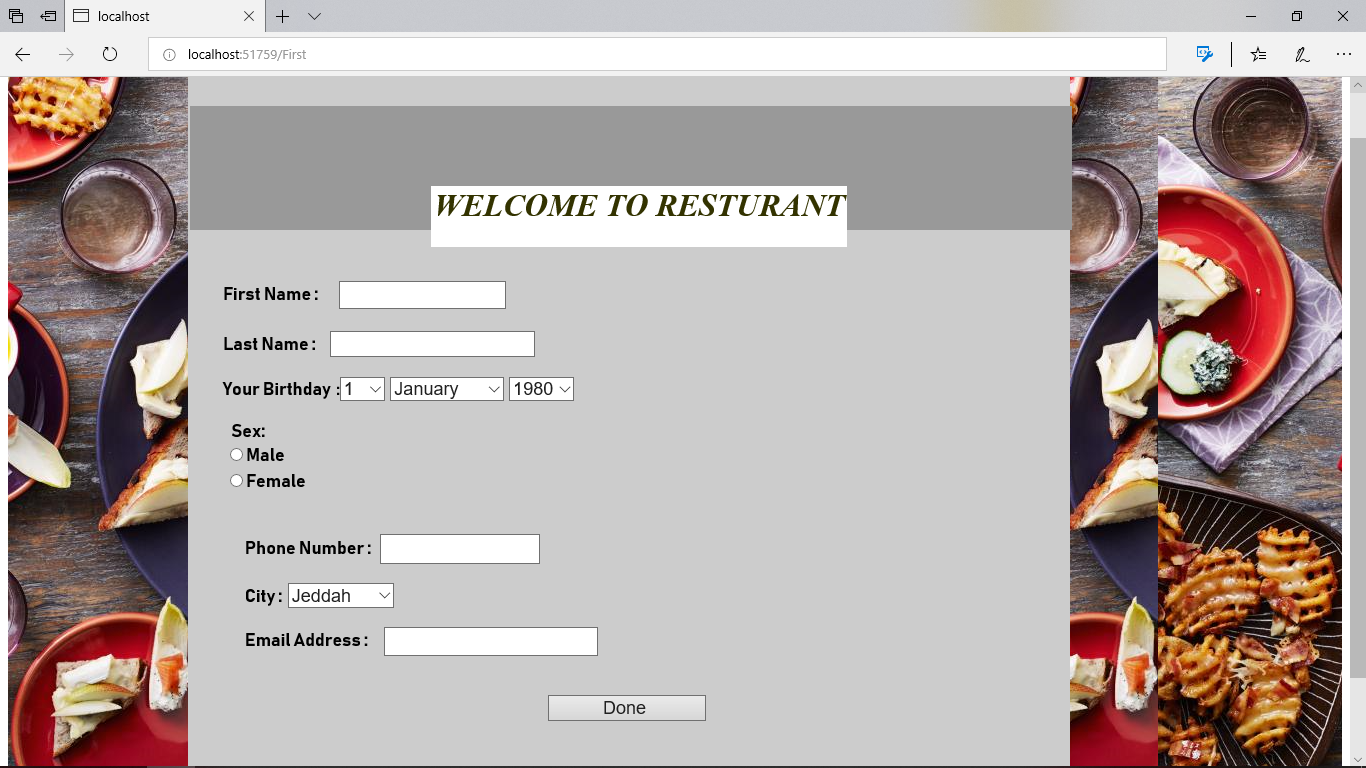 localhost
localhost:51759/First
WELCOME TO RESTURANT
First Name :
Last Name :
Your Birthday : 1 January 1980
Sex:
Male
Female
Phone Number :
City : Jeddah
Email Address :
Done